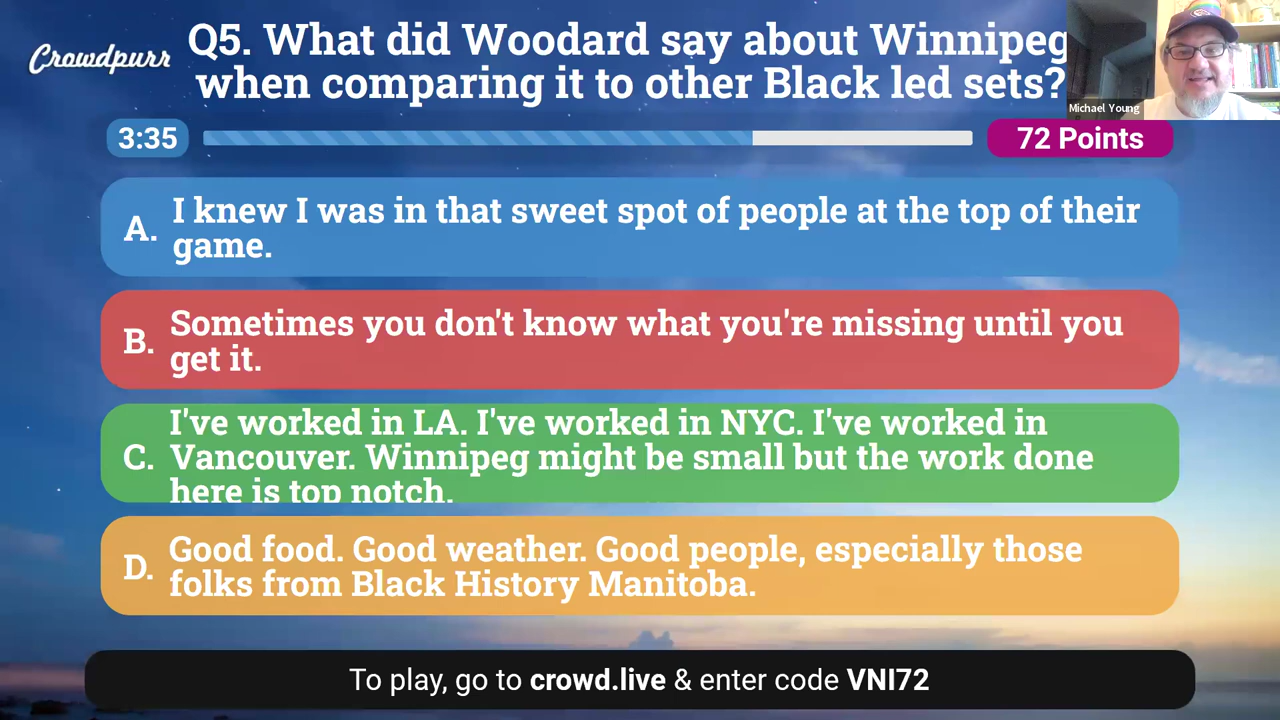 Crowdpurr
Q5. What did Woodard say about Winnipeg
when comparing it to other Black led sets?
Michael Young
3:35
72 Points
A.
I knew I was in that sweet spot of people at the top of their
game.
B.
Sometimes you don't know what you're missing until you
get it.
C.
I've worked in LA. I've worked in NYC. I've worked in
Vancouver. Winnipeg might be small but the work done
here is top notch.
D.
Good food. Good weather. Good people, especially those
folks from Black History Manitoba.
To play, go to crowd.live & enter code VNI72